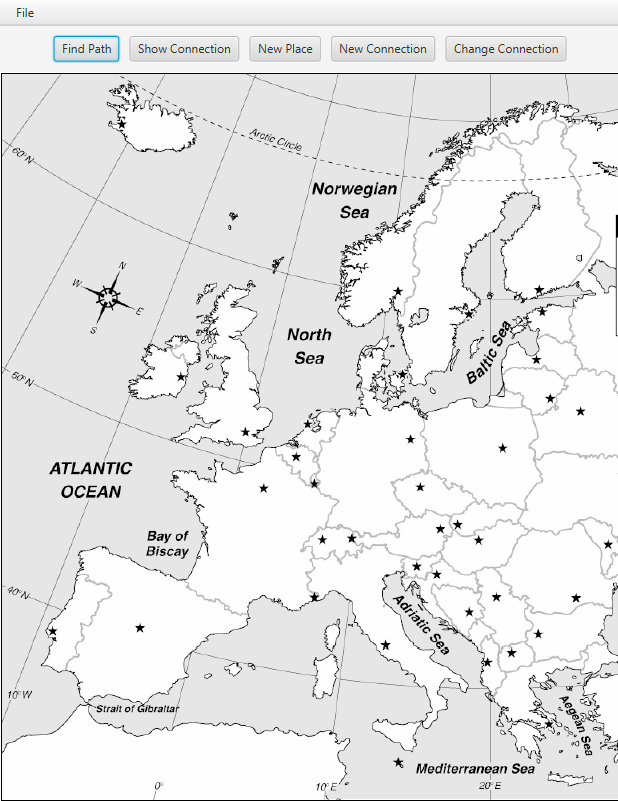 File
Find Path
Show Connection
New Place
New Connection
Change Connection
60°N
Arctic Circle
Norwegian
Sea
N
W
E
S
North
Sea
Baltic Sea
50°N
ATLANTIC
OCEAN
Bay of
Biscay
40°N
Adriatic Sea
10°W
Strait of Gibraltar
Aegean Sea
Mediterranean Sea
0°
10°E
20°E